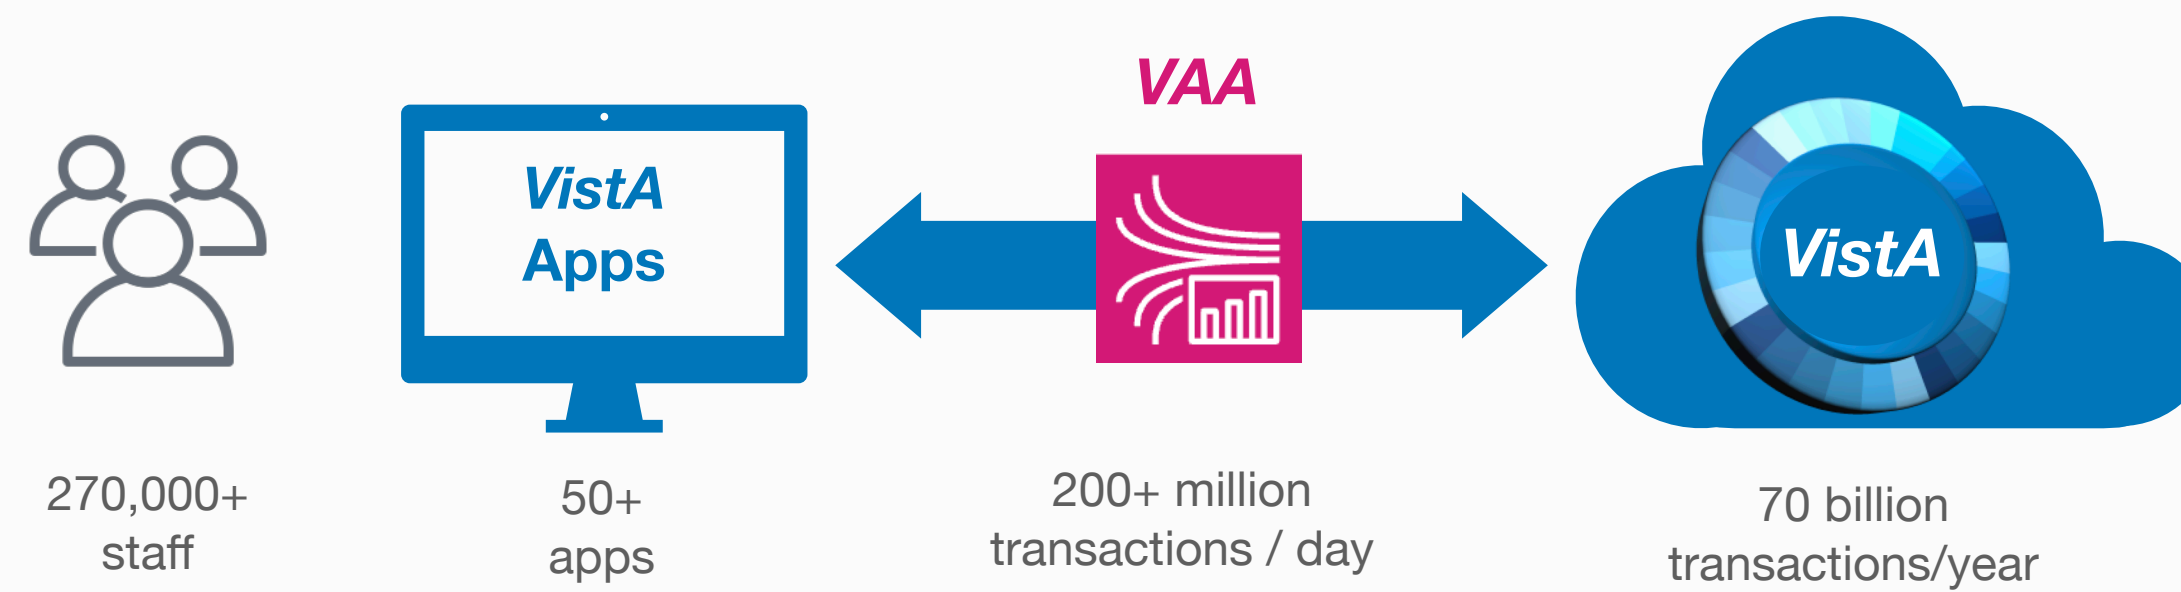 VAA
VistA
Apps
VistA
270,000+
staff
50+
apps
200+ million
transactions / day
70 billion
transactions/year